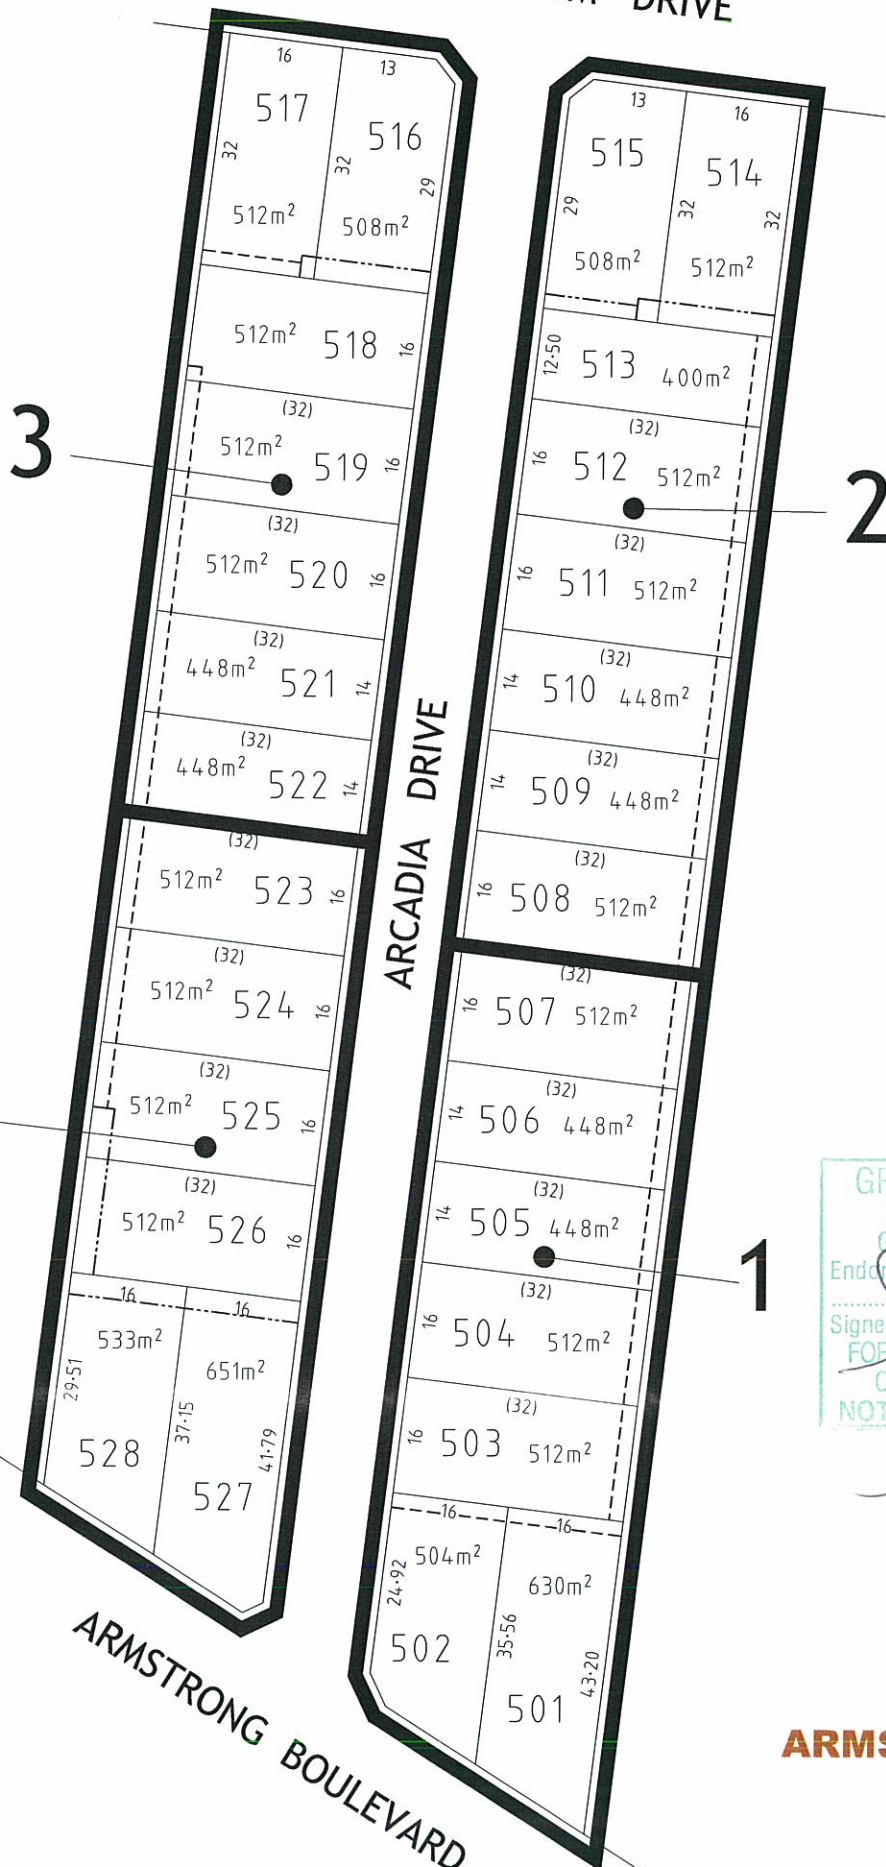 DRIVE
16
13
517
516
32
32
29
512m²
508m²
13
16
515
514
29
32
32
508m²
512m²
512m² 518 16
12·50 513 400m²
(32)
512m² 519 16
(32)
16 512 512m²
3
2
(32)
512m² 520 16
(32)
16 511 512m²
(32)
448m² 521 14
(32)
14 510 448m²
(32)
448m² 522 14
(32)
14 509 448m²
ARCADIA DRIVE
(32)
512m² 523 16
(32)
16 508 512m²
(32)
512m² 524 16
(32)
16 507 512m²
(32)
512m² 525 16
(32)
14 506 448m²
(32)
512m² 526 16
(32)
14 505 448m²
1
16
16
533m²
651m²
29·51
37·15
41·79
528
527
(32)
16 504 512m²
(32)
16 503 512m²
16
16
504m²
630m²
24·92
35·56
43·20
502
501
ARMSTRONG BOULEVARD
NOT
ARMS